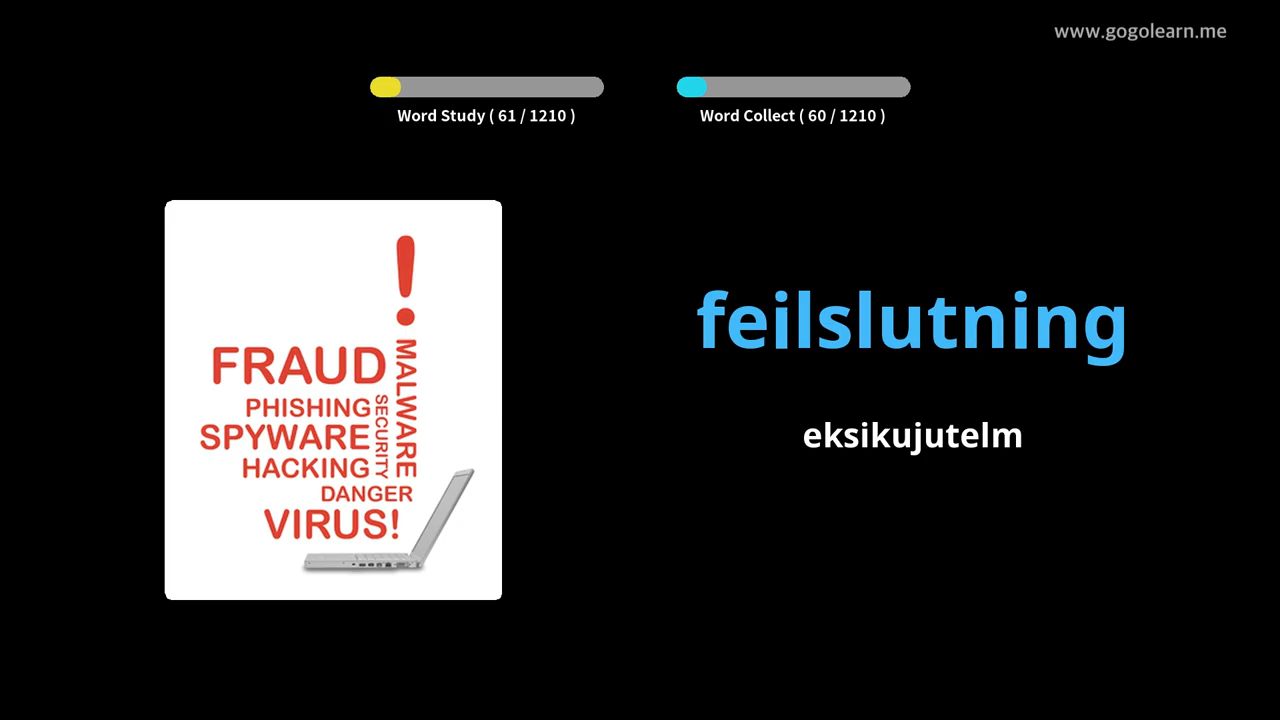 www.gogolearn.me
Word Study ( 61 / 1210 )
Word Collect ( 60 / 1210 )
!
FRAUD
MALWARE
PHISHING
SECURITY
SPYWARE
HACKING
DANGER
VIRUS!
feilslutning
eksikujutelm